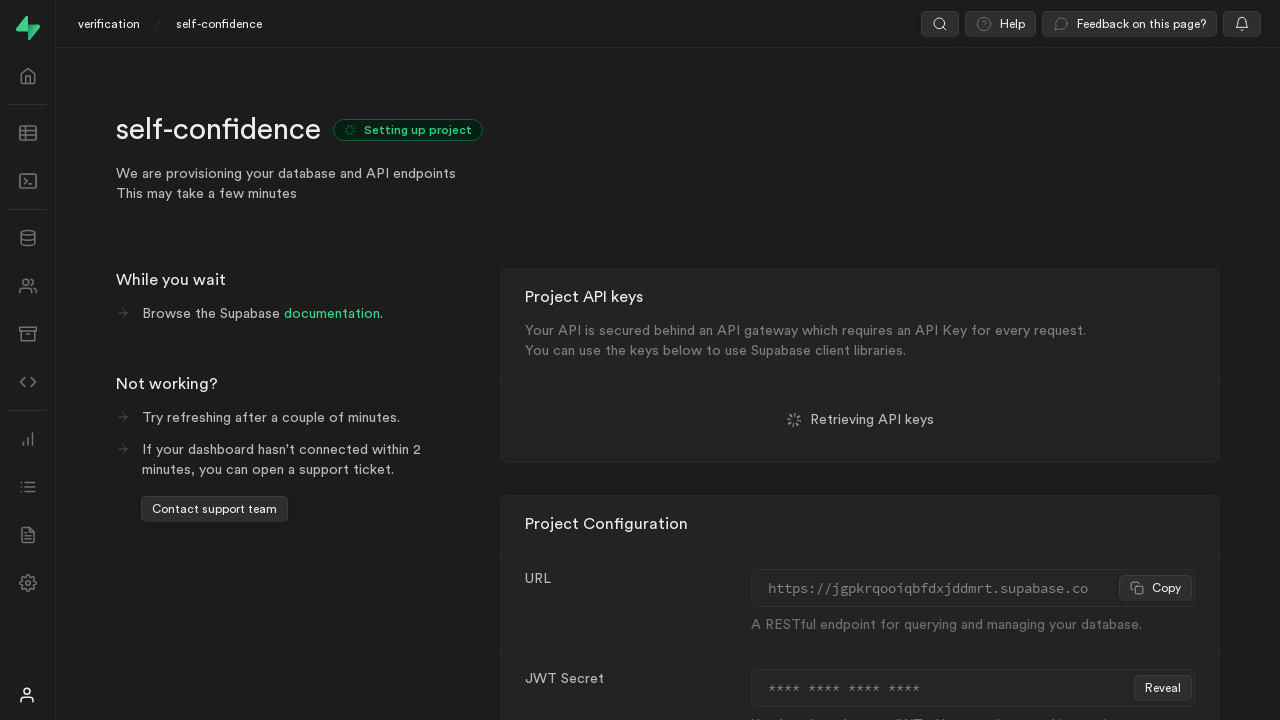 verification / self-confidence
Help
Feedback on this page?
self-confidence
Setting up project
We are provisioning your database and API endpoints
This may take a few minutes
While you wait
Browse the Supabase documentation.
Not working?
Try refreshing after a couple of minutes.
If your dashboard hasn't connected within 2
minutes, you can open a support ticket.
Contact support team
Project API keys
Your API is secured behind an API gateway which requires an API Key for every request.
You can use the keys below to use Supabase client libraries.
Retrieving API keys
Project Configuration
URL
https://jgpkrqooiqbfdxjddmrt.supabase.co
Copy
A RESTful endpoint for querying and managing your database.
JWT Secret
**** **** **** ****
Reveal